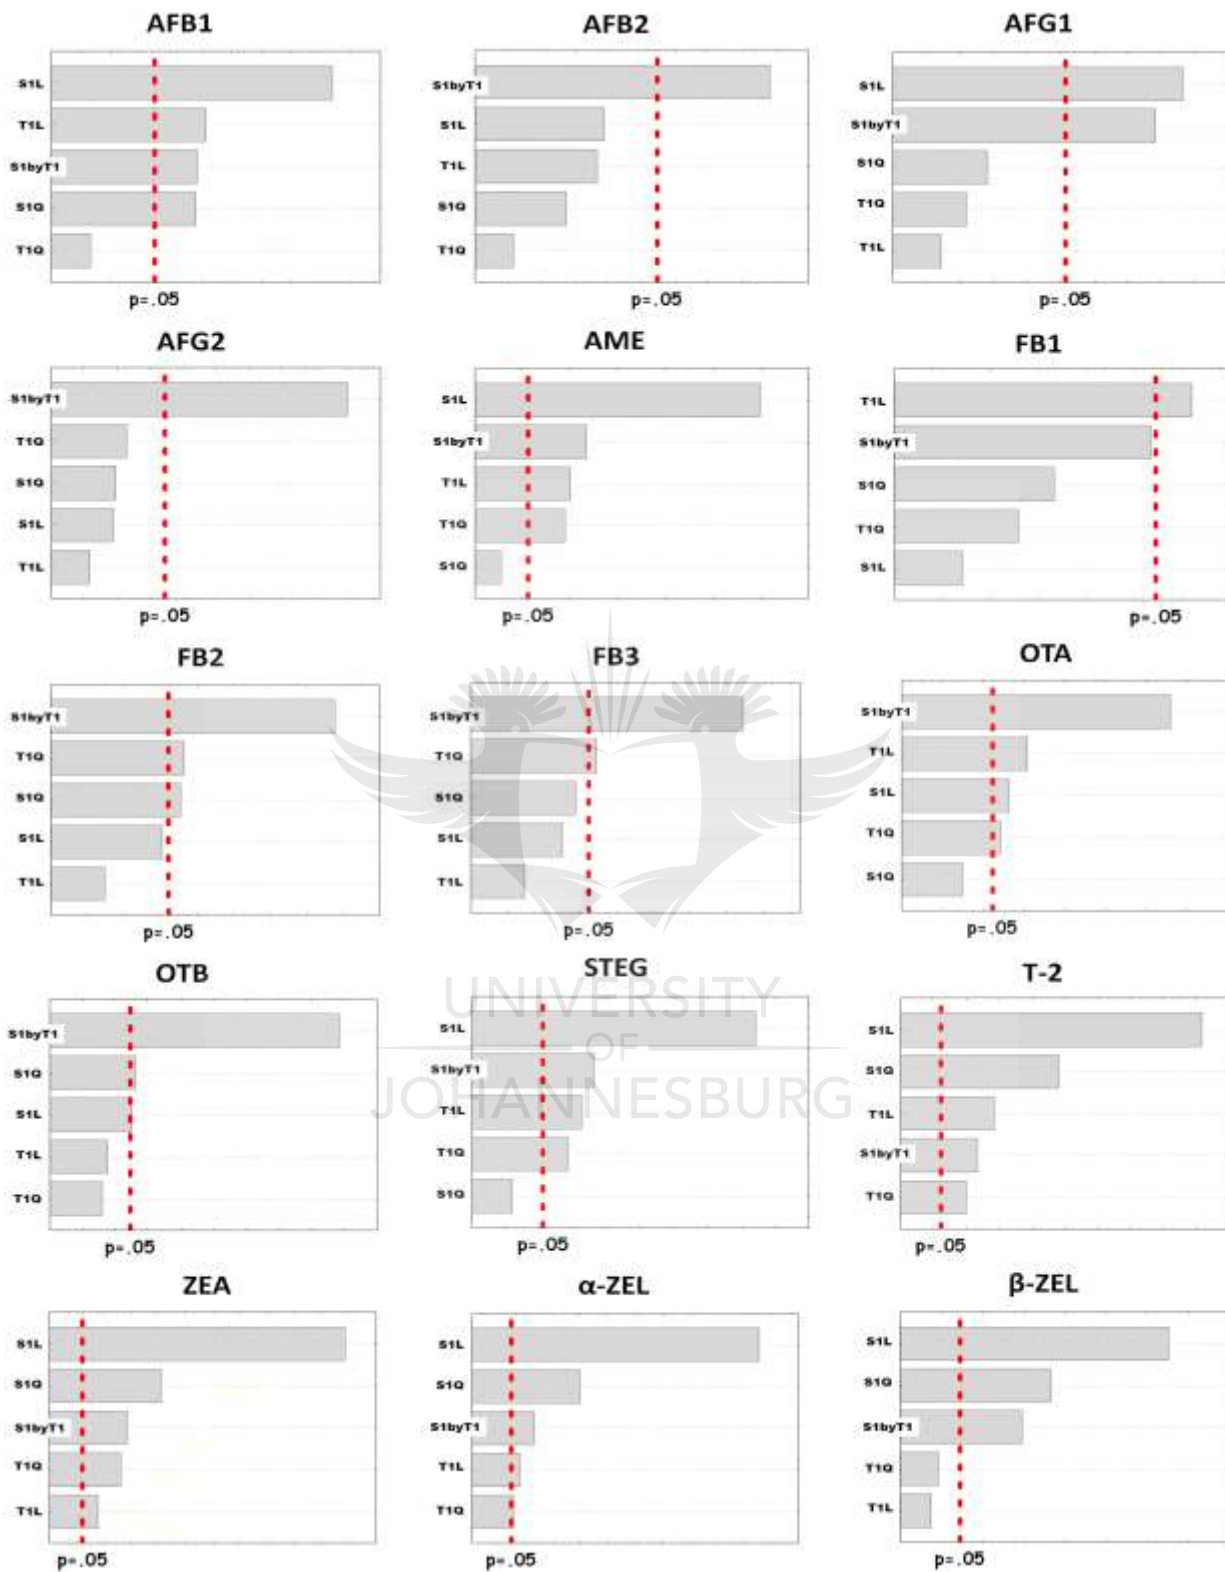 AFB1
S1L
T1L
S1byT1
S1Q
T1Q
p=.05
AFB2
S1byT1
S1L
T1L
S1Q
T1Q
p=.05
AFG1
S1L
S1byT1
S1Q
T1Q
T1L
p=.05
AFG2
S1byT1
T1Q
S1Q
S1L
T1L
p=.05
AME
S1L
S1byT1
T1L
T1Q
S1Q
p=.05
FB1
T1L
S1byT1
S1Q
T1Q
S1L
p=.05
FB2
S1byT1
T1Q
S1Q
S1L
T1L
p=.05
FB3
S1byT1
T1Q
S1Q
S1L
T1L
p=.05
OTA
S1byT1
T1L
S1L
T1Q
S1Q
p=.05
OTB
S1byT1
S1Q
S1L
T1L
T1Q
p=.05
STEG
S1L
S1byT1
T1L
T1Q
S1Q
p=.05
T-2
S1L
S1Q
T1L
S1byT1
T1Q
p=.05
UNIVERSITY
OF
JOHANNESBURG
ZEA
S1L
S1Q
S1byT1
T1Q
T1L
p=.05
α-ZEL
S1L
S1Q
S1byT1
T1L
T1Q
p=.05
β-ZEL
S1L
S1Q
S1byT1
T1Q
T1L
p=.05